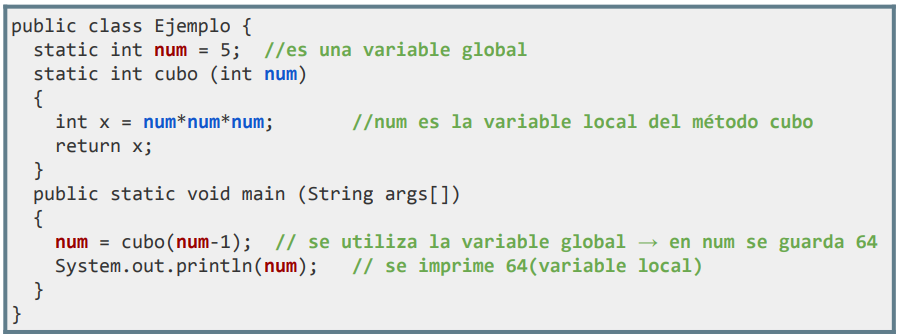 public class Ejemplo {
static int num = 5;  //es una variable global
static int cubo (int num)
{
int x = num*num*num;       //num es la variable local del método cubo
return x;
}
public static void main (String args[])
{
num = cubo(num-1);  // se utiliza la variable global → en num se guarda 64
System.out.println(num);   // se imprime 64(variable local)
}
}